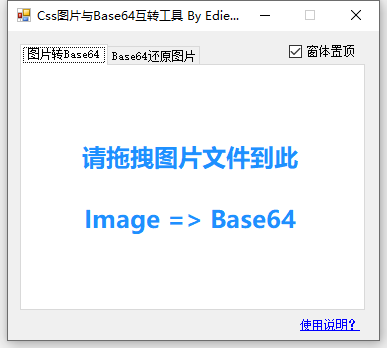 Css图片与Base64互转工具 By Edie...
图片转Base64
Base64还原图片
窗体置顶
请拖拽图片文件到此
Image => Base64
使用说明?